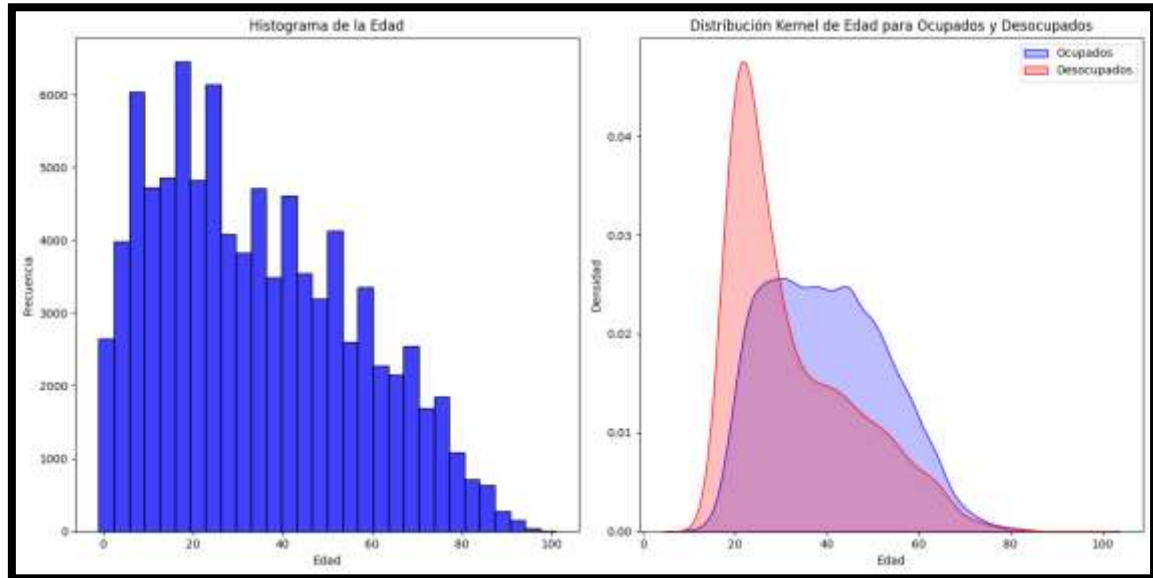 Histograma de la Edad
6000
5000
4000
3000
2000
1000
0
Frecuencia
0 20 40 60 80 100
Edad
Distribución Kernel de Edad para Ocupados y Desocupados
Ocupados
Desocupados
0.04
0.03
0.02
0.01
0.00
Densidad
0 20 40 60 80 100
Edad